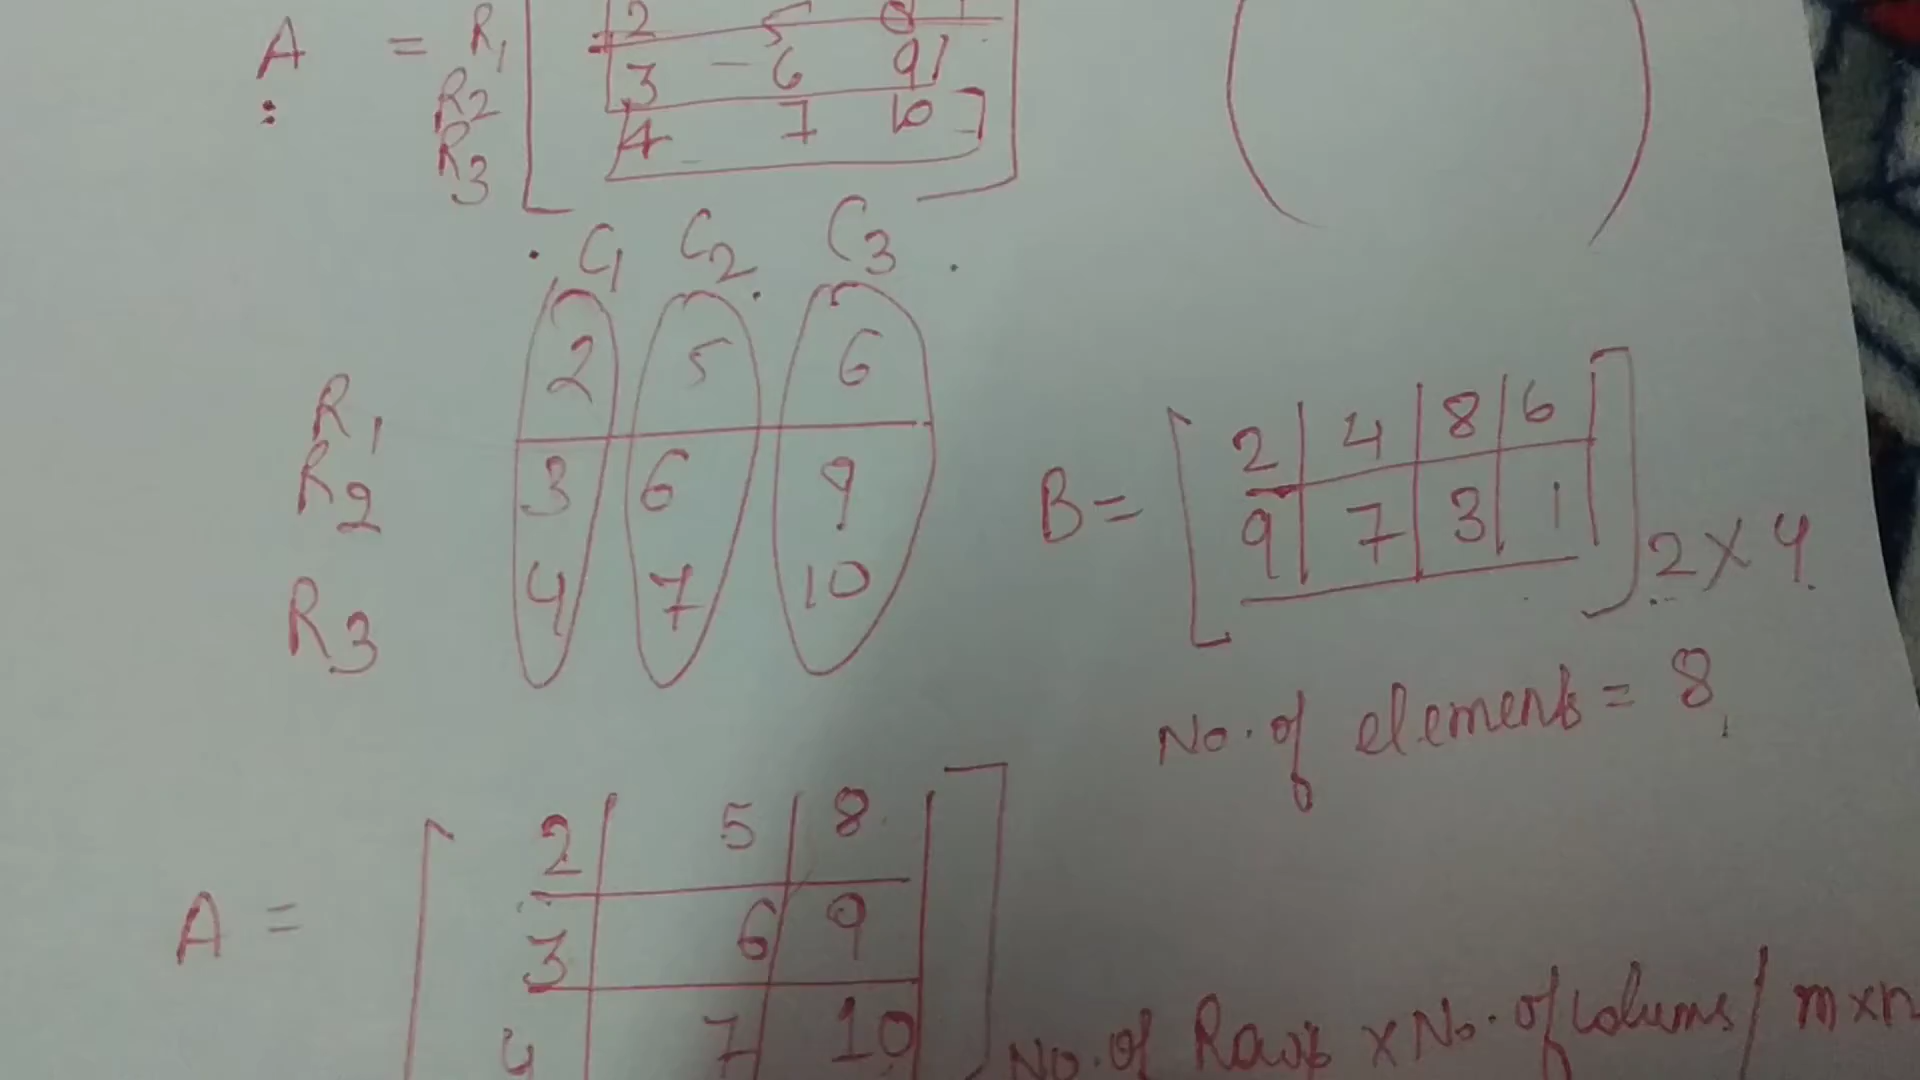 A = R1 2 5 8
R2 3 - 6 9
R3 4 7 10
C1 C2 C3
R1 2 5 6
R2 3 6 9
R3 4 7 10
B = 2 4 8 6
9 7 3 1 2 x 4
No. of elements = 8
A = 2 5 8
3 6 9
4 7 10
No. of Rows x No. of Colums / m x n